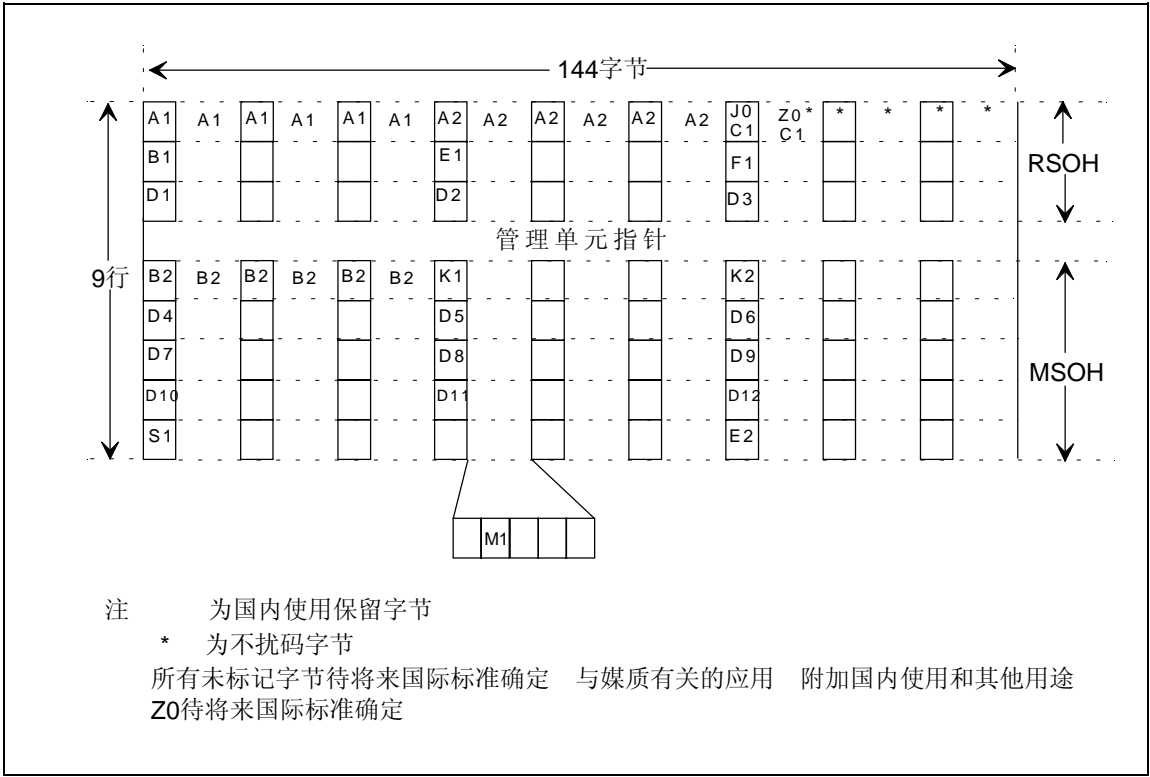 144字节
A1 A1 A1 A1 A1 A1 A2 A2 A2 A2 A2 A2 J0 Z0* * * * *
C1 C1
B1 E1 F1
RSOH
D1 D2 D3
管理单元指针
9行
B2 B2 B2 B2 B2 B2 K1 K2
D4 D5 D6
D7 D8 D9
MSOH
D10 D11 D12
S1 E2
M1
注 为国内使用保留字节
* 为不扰码字节
所有未标记字节待将来国际标准确定 与媒质有关的应用 附加国内使用和其他用途
Z0待将来国际标准确定